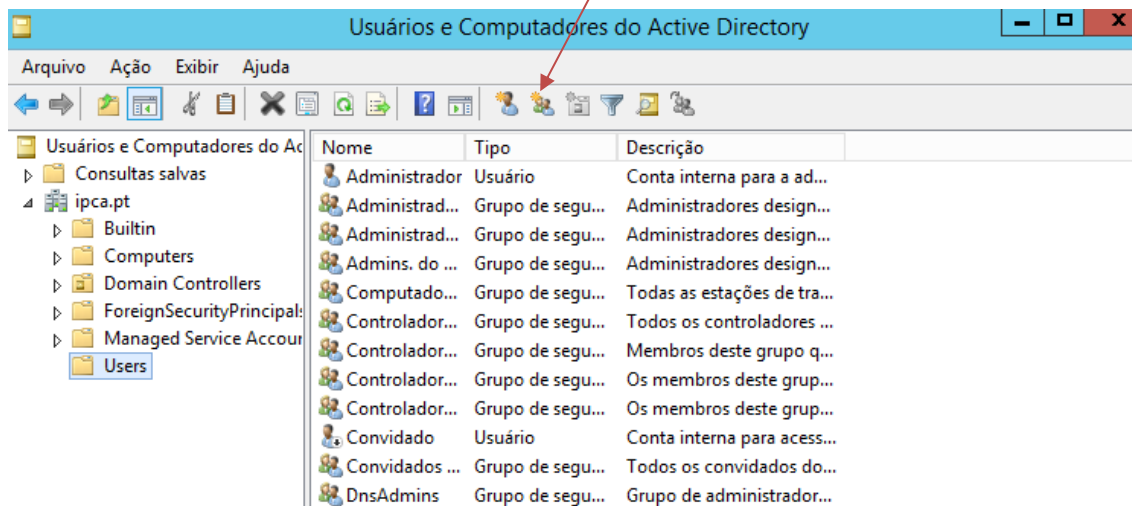 Usuários e Computadores do Active Directory
Arquivo Ação Exibir Ajuda
Usuários e Computadores do Ac
Consultas salvas
ipca.pt
Builtin
Computers
Domain Controllers
ForeignSecurityPrincipals
Managed Service Accoun
Users
Nome Tipo Descrição
Administrador Usuário Conta interna para a ad...
Administrad... Grupo de segu... Administradores design...
Administrad... Grupo de segu... Administradores design...
Admins. do ... Grupo de segu... Administradores design...
Computado... Grupo de segu... Todas as estações de tra...
Controlador... Grupo de segu... Todos os controladores ...
Controlador... Grupo de segu... Membros deste grupo q...
Controlador... Grupo de segu... Os membros deste grup...
Controlador... Grupo de segu... Os membros deste grup...
Convidado Usuário Conta interna para acess...
Convidados ... Grupo de segu... Todos os convidados do...
DnsAdmins Grupo de segu... Grupo de administrador...